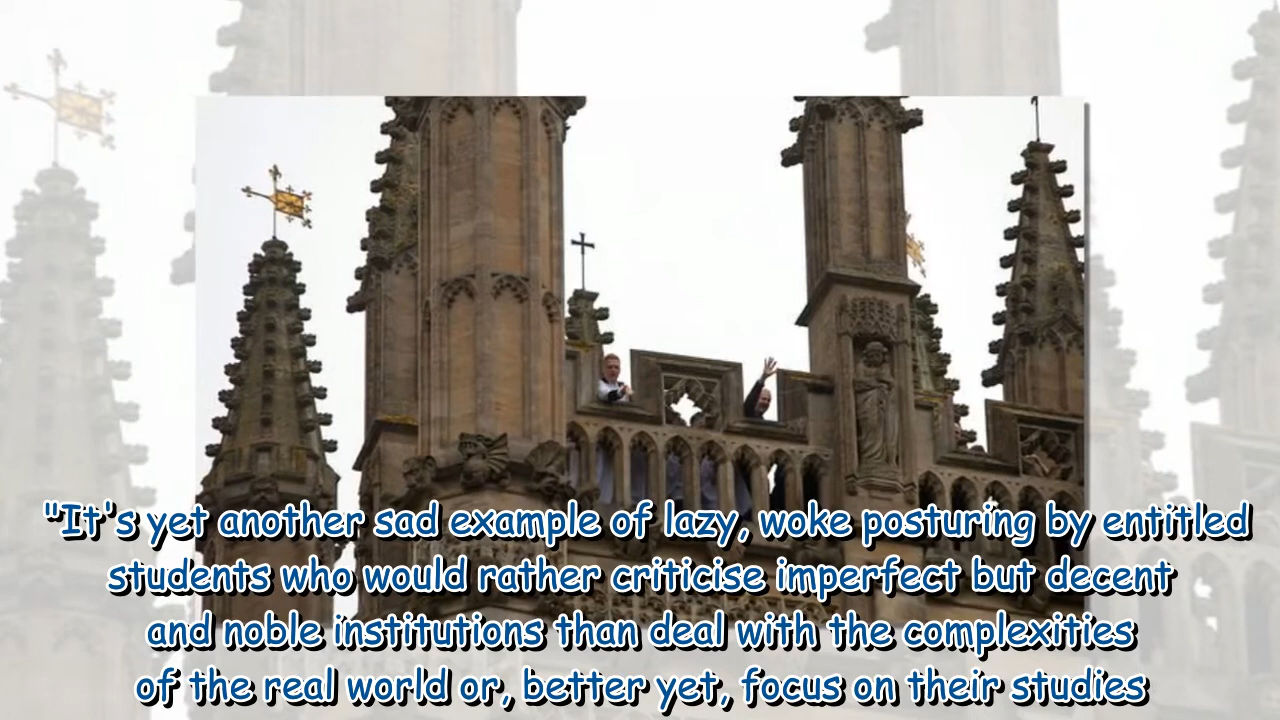 "It's yet another sad example of lazy, woke posturing by entitled
students who would rather criticise imperfect but decent
and noble institutions than deal with the complexities
of the real world or, better yet, focus on their studies